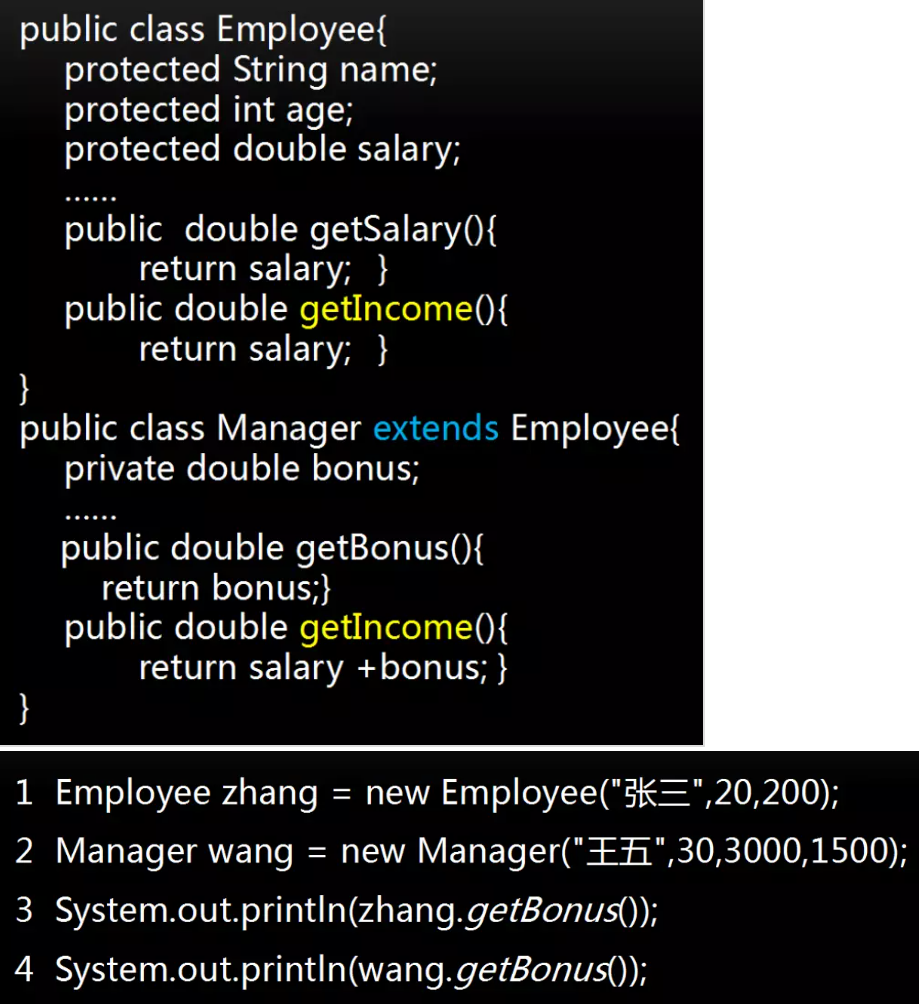 public class Employee{
protected String name;
protected int age;
protected double salary;
......
public  double getSalary(){
return salary;  }
public double getIncome(){
return salary;  }
}
public class Manager extends Employee{
private double bonus;
......
public double getBonus(){
return bonus;}
public double getIncome(){
return salary +bonus; }
}
1  Employee zhang = new Employee("张三",20,200);
2  Manager wang = new Manager("王五",30,3000,1500);
3  System.out.println(zhang.getBonus());
4  System.out.println(wang.getBonus());